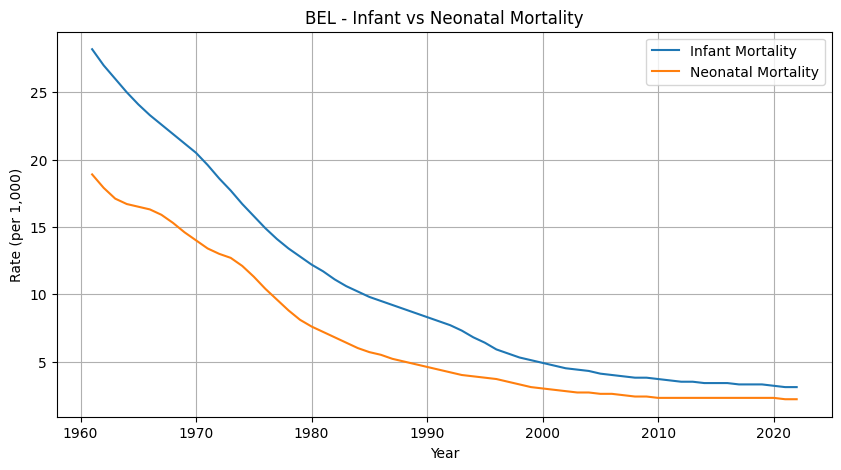 BEL - Infant vs Neonatal Mortality
Infant Mortality
Neonatal Mortality
Rate (per 1,000)
25
20
15
10
5
1960 1970 1980 1990 2000 2010 2020
Year